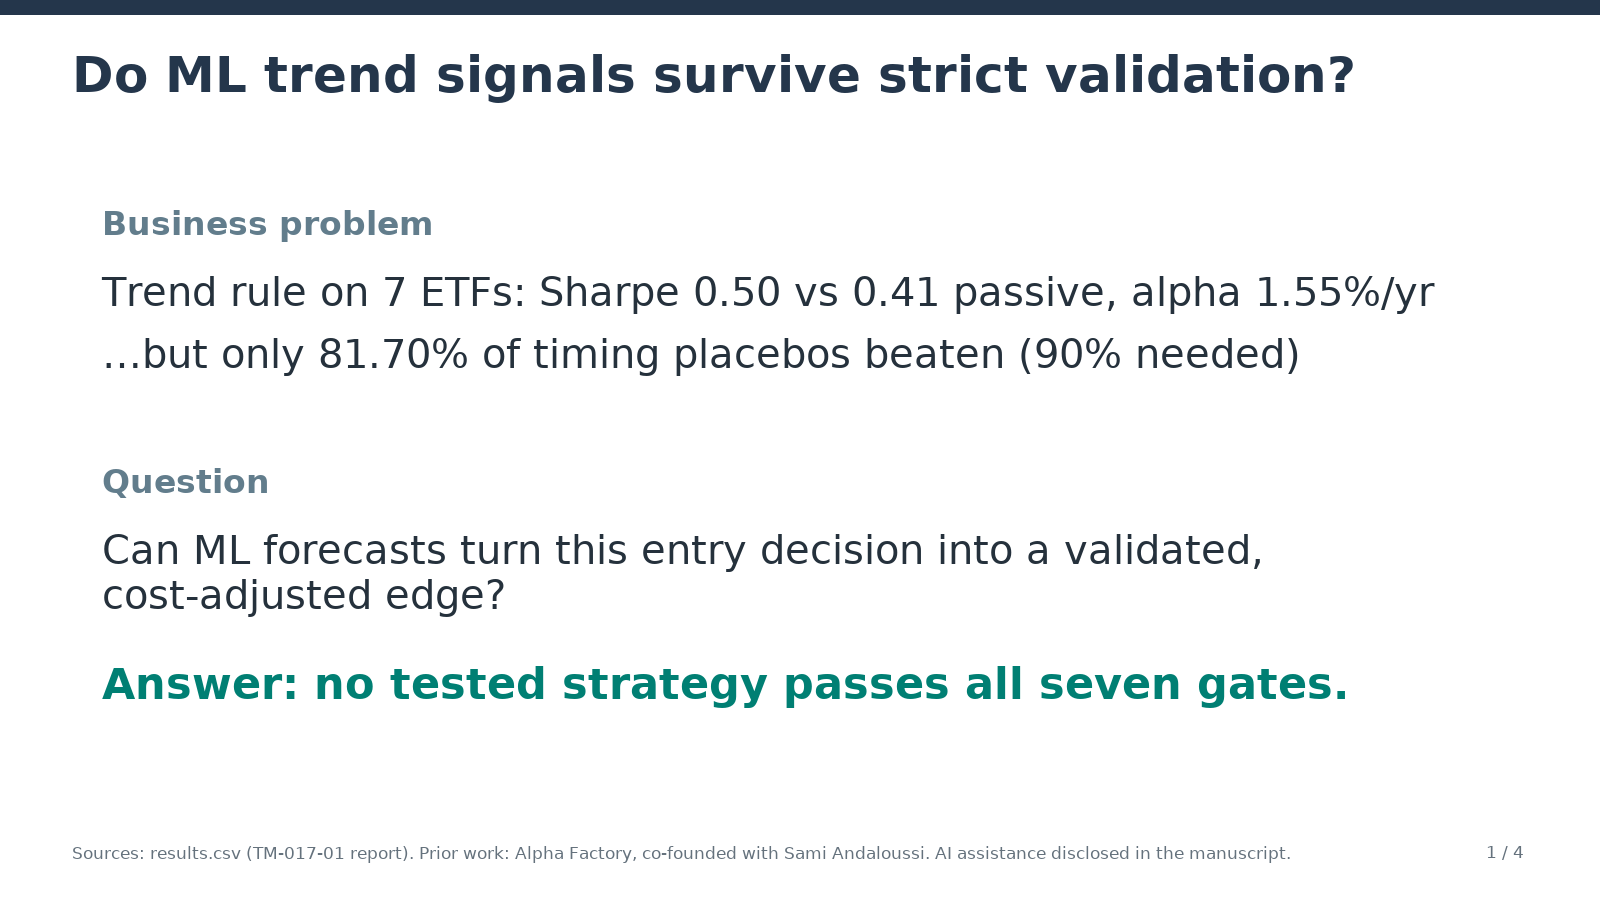 Do ML trend signals survive strict validation?
Business problem
Trend rule on 7 ETFs: Sharpe 0.50 vs 0.41 passive, alpha 1.55%/yr
…but only 81.70% of timing placebos beaten (90% needed)
Question
Can ML forecasts turn this entry decision into a validated,
cost-adjusted edge?
Answer: no tested strategy passes all seven gates.
Sources: results.csv (TM-017-01 report). Prior work: Alpha Factory, co-founded with Sami Andaloussi. AI assistance disclosed in the manuscript.
1 / 4